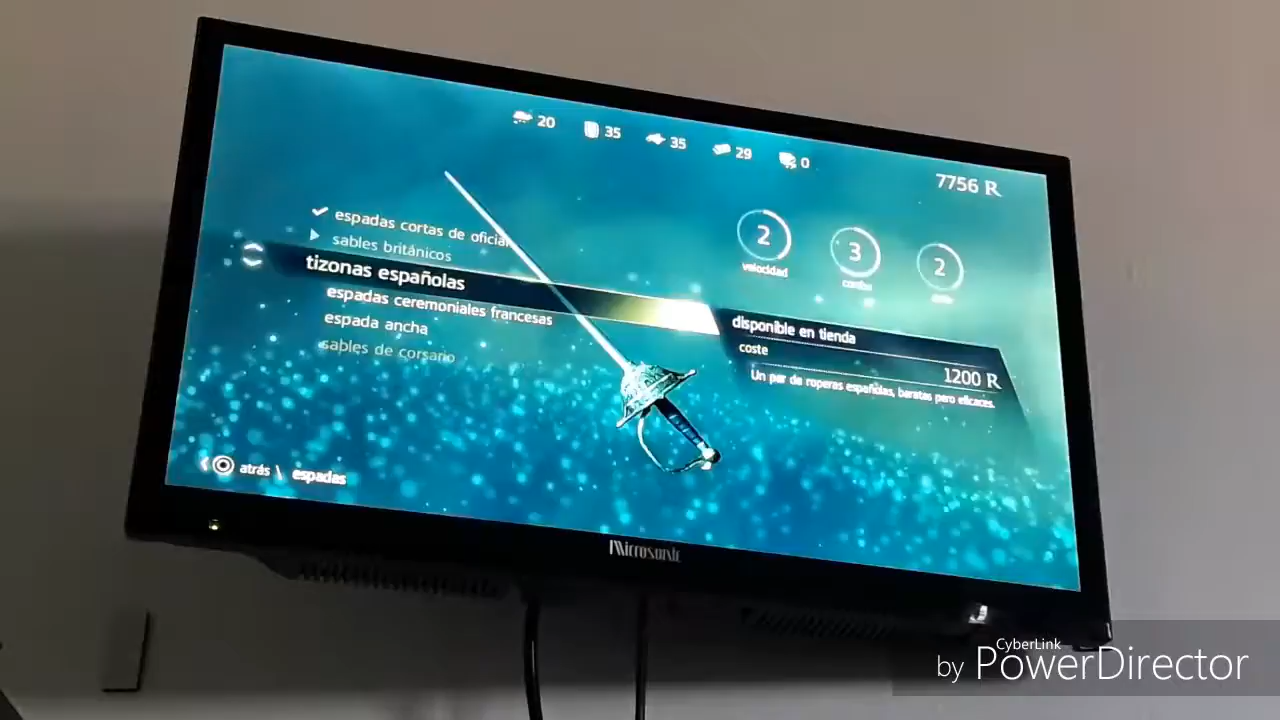 20 35 35 29 0
7756 R
espadas cortas de oficial
sables británicos
tizonas españolas
espadas ceremoniales francesas
espada ancha
sables de corsario
2 3 2
velocidad combo
disponible en tienda
coste
1200 R
Un par de roperas españolas, baratas pero eficaces.
atrás \ espadas
Microsonic
CyberLink
by PowerDirector